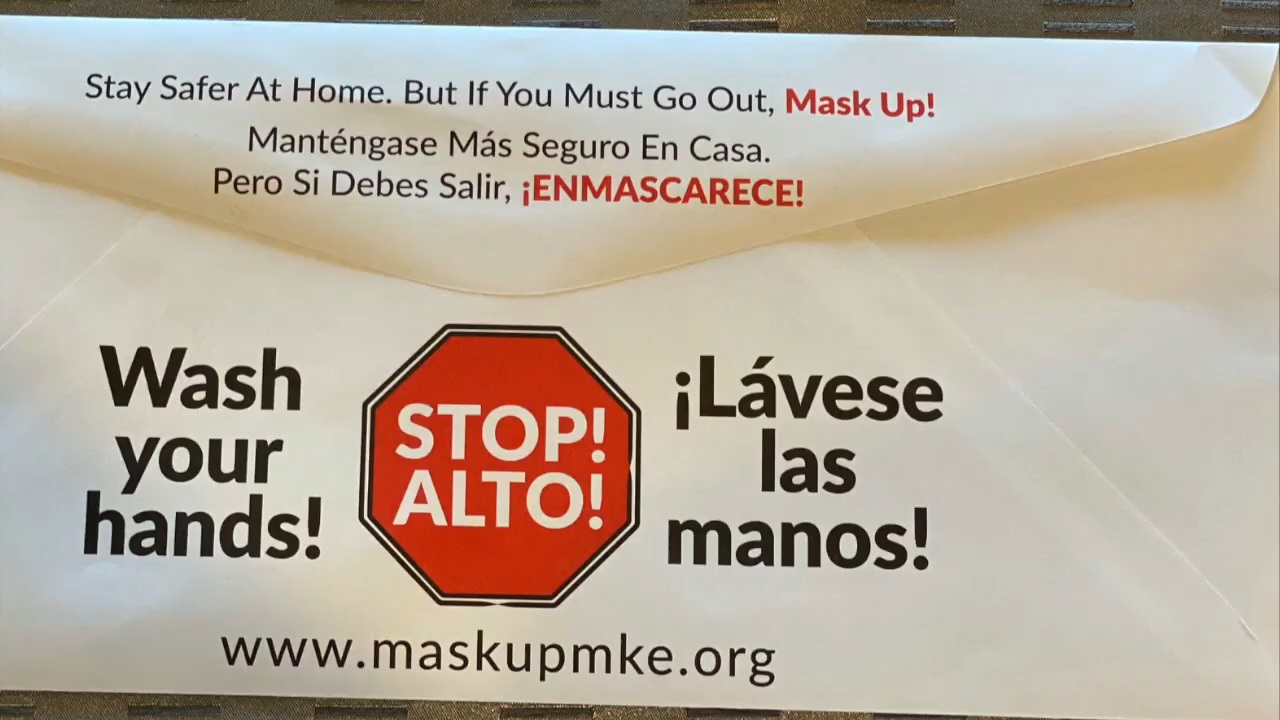 Stay Safer At Home. But If You Must Go Out, Mask Up!
Manténgase Más Seguro En Casa.
Pero Si Debes Salir, ¡ENMASCARECE!
Wash
your
hands!
STOP!
ALTO!
¡Lávese
las
manos!
www.maskupmke.org